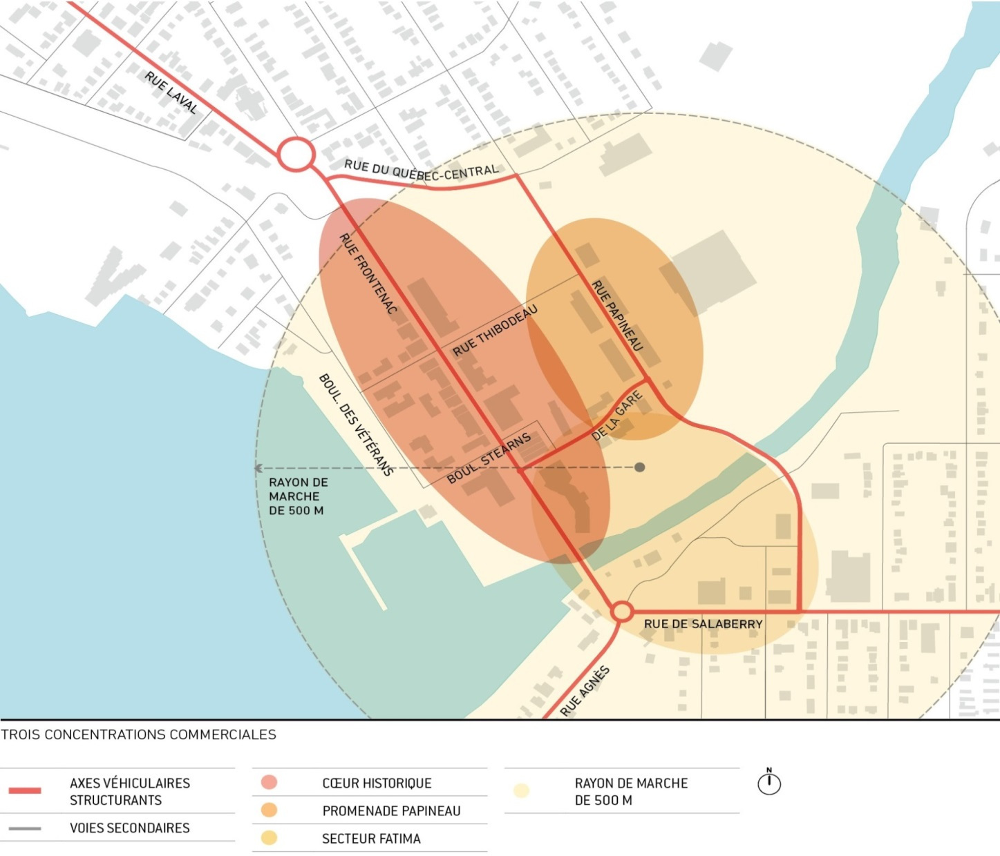 RUE LAVAL
RUE DU QUÉBEC-CENTRAL
RUE FRONTENAC
RUE THIBODEAU
RUE PAPINEAU
BOUL. DES VÉTÉRANS
DE LA GARE
BOUL. STEARNS
RAYON DE
MARCHE
DE 500 M
RUE DE SALABERRY
RUE AGNÈS
TROIS CONCENTRATIONS COMMERCIALES
AXES VÉHICULAIRES
STRUCTURANTS
VOIES SECONDAIRES
CŒUR HISTORIQUE
PROMENADE PAPINEAU
SECTEUR FATIMA
RAYON DE MARCHE
DE 500 M
N